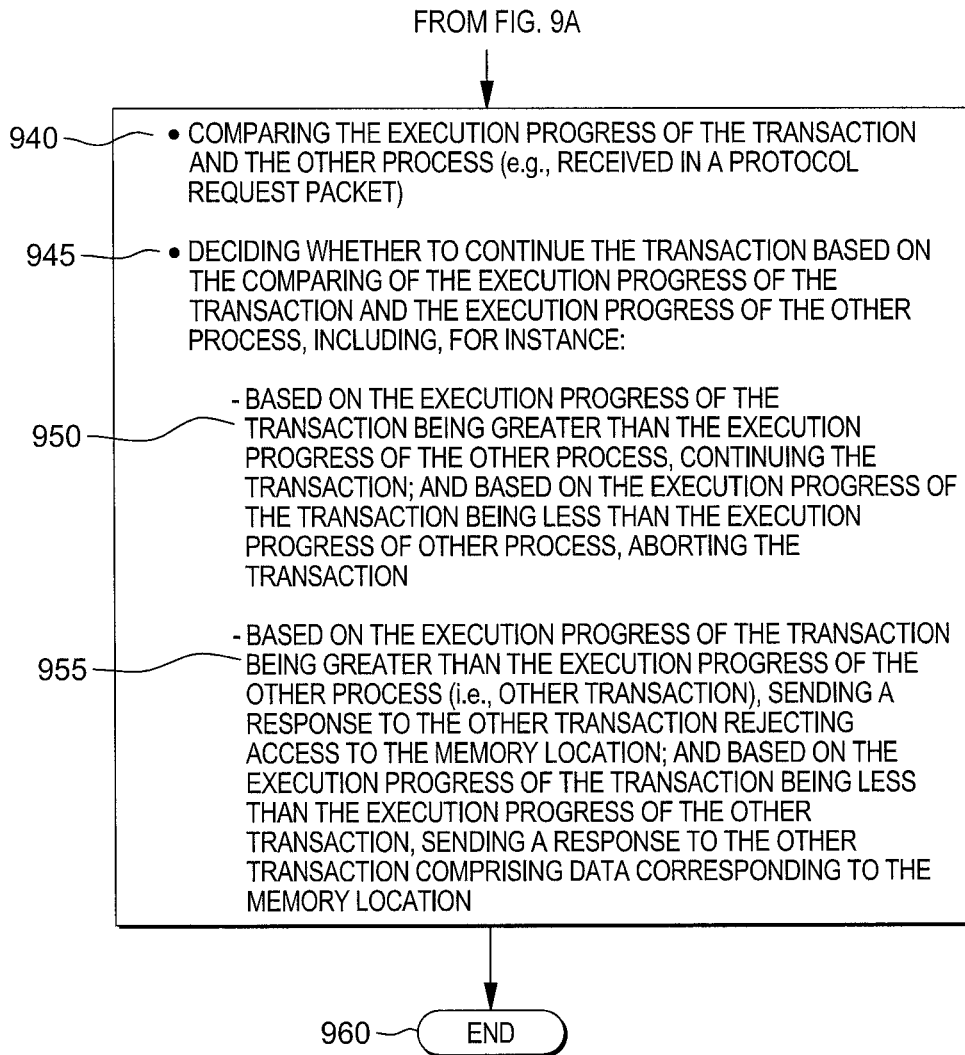 FROM FIG. 9A
940
• COMPARING THE EXECUTION PROGRESS OF THE TRANSACTION
AND THE OTHER PROCESS (e.g., RECEIVED IN A PROTOCOL
REQUEST PACKET)
945
• DECIDING WHETHER TO CONTINUE THE TRANSACTION BASED ON
THE COMPARING OF THE EXECUTION PROGRESS OF THE
TRANSACTION AND THE EXECUTION PROGRESS OF THE OTHER
PROCESS, INCLUDING, FOR INSTANCE:
950
- BASED ON THE EXECUTION PROGRESS OF THE
TRANSACTION BEING GREATER THAN THE EXECUTION
PROGRESS OF THE OTHER PROCESS, CONTINUING THE
TRANSACTION; AND BASED ON THE EXECUTION PROGRESS OF
THE TRANSACTION BEING LESS THAN THE EXECUTION
PROGRESS OF OTHER PROCESS, ABORTING THE
TRANSACTION
955
- BASED ON THE EXECUTION PROGRESS OF THE TRANSACTION
BEING GREATER THAN THE EXECUTION PROGRESS OF THE
OTHER PROCESS (i.e., OTHER TRANSACTION), SENDING A
RESPONSE TO THE OTHER TRANSACTION REJECTING
ACCESS TO THE MEMORY LOCATION; AND BASED ON THE
EXECUTION PROGRESS OF THE TRANSACTION BEING LESS
THAN THE EXECUTION PROGRESS OF THE OTHER
TRANSACTION, SENDING A RESPONSE TO THE OTHER
TRANSACTION COMPRISING DATA CORRESPONDING TO THE
MEMORY LOCATION
960
END